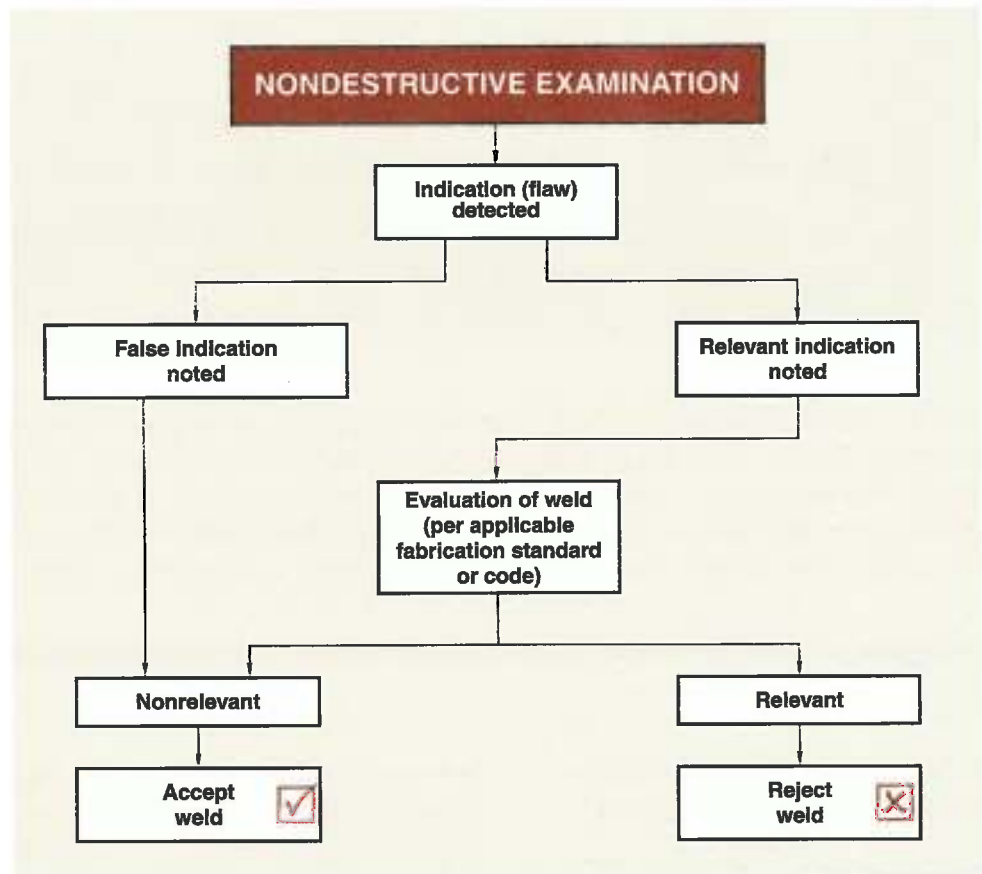 NONDESTRUCTIVE EXAMINATION
Indication (flaw)
detected
False indication
noted
Relevant indication
noted
Evaluation of weld
(per applicable
fabrication standard
or code)
Nonrelevant
Relevant
Accept
weld
Reject
weld